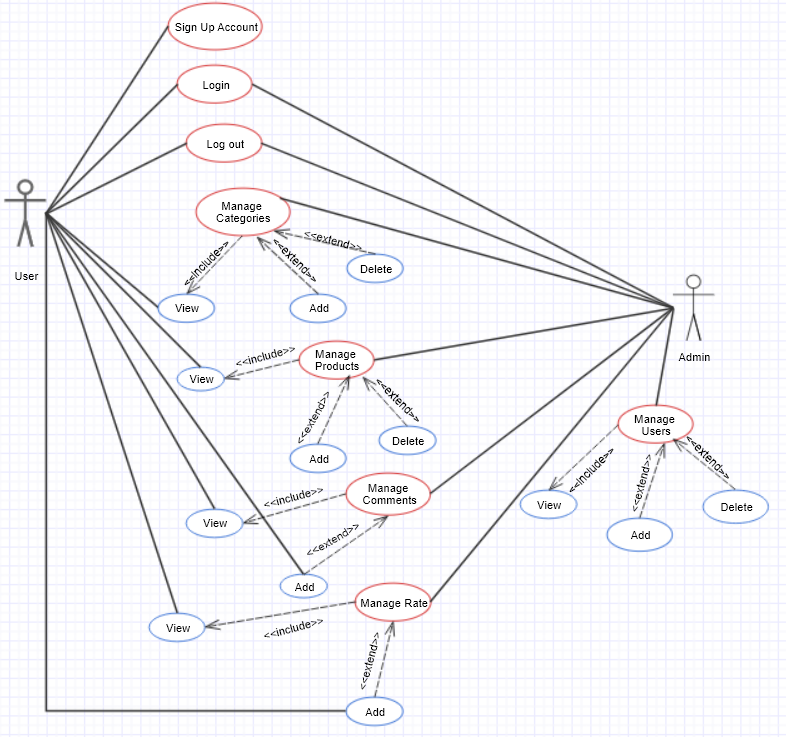 Sign Up Account
Login
Log out
User
Manage
Categories
<<include>>
<<extend>>
<<extend>>
Delete
View
Add
Admin
Manage
Products
<<include>>
View
<<extend>>
<<extend>>
Add
Delete
Manage
Users
<<include>>
<<extend>>
<<extend>>
View
Add
Delete
Manage
Comments
<<include>>
View
<<extend>>
Add
Manage Rate
<<include>>
View
<<extend>>
Add